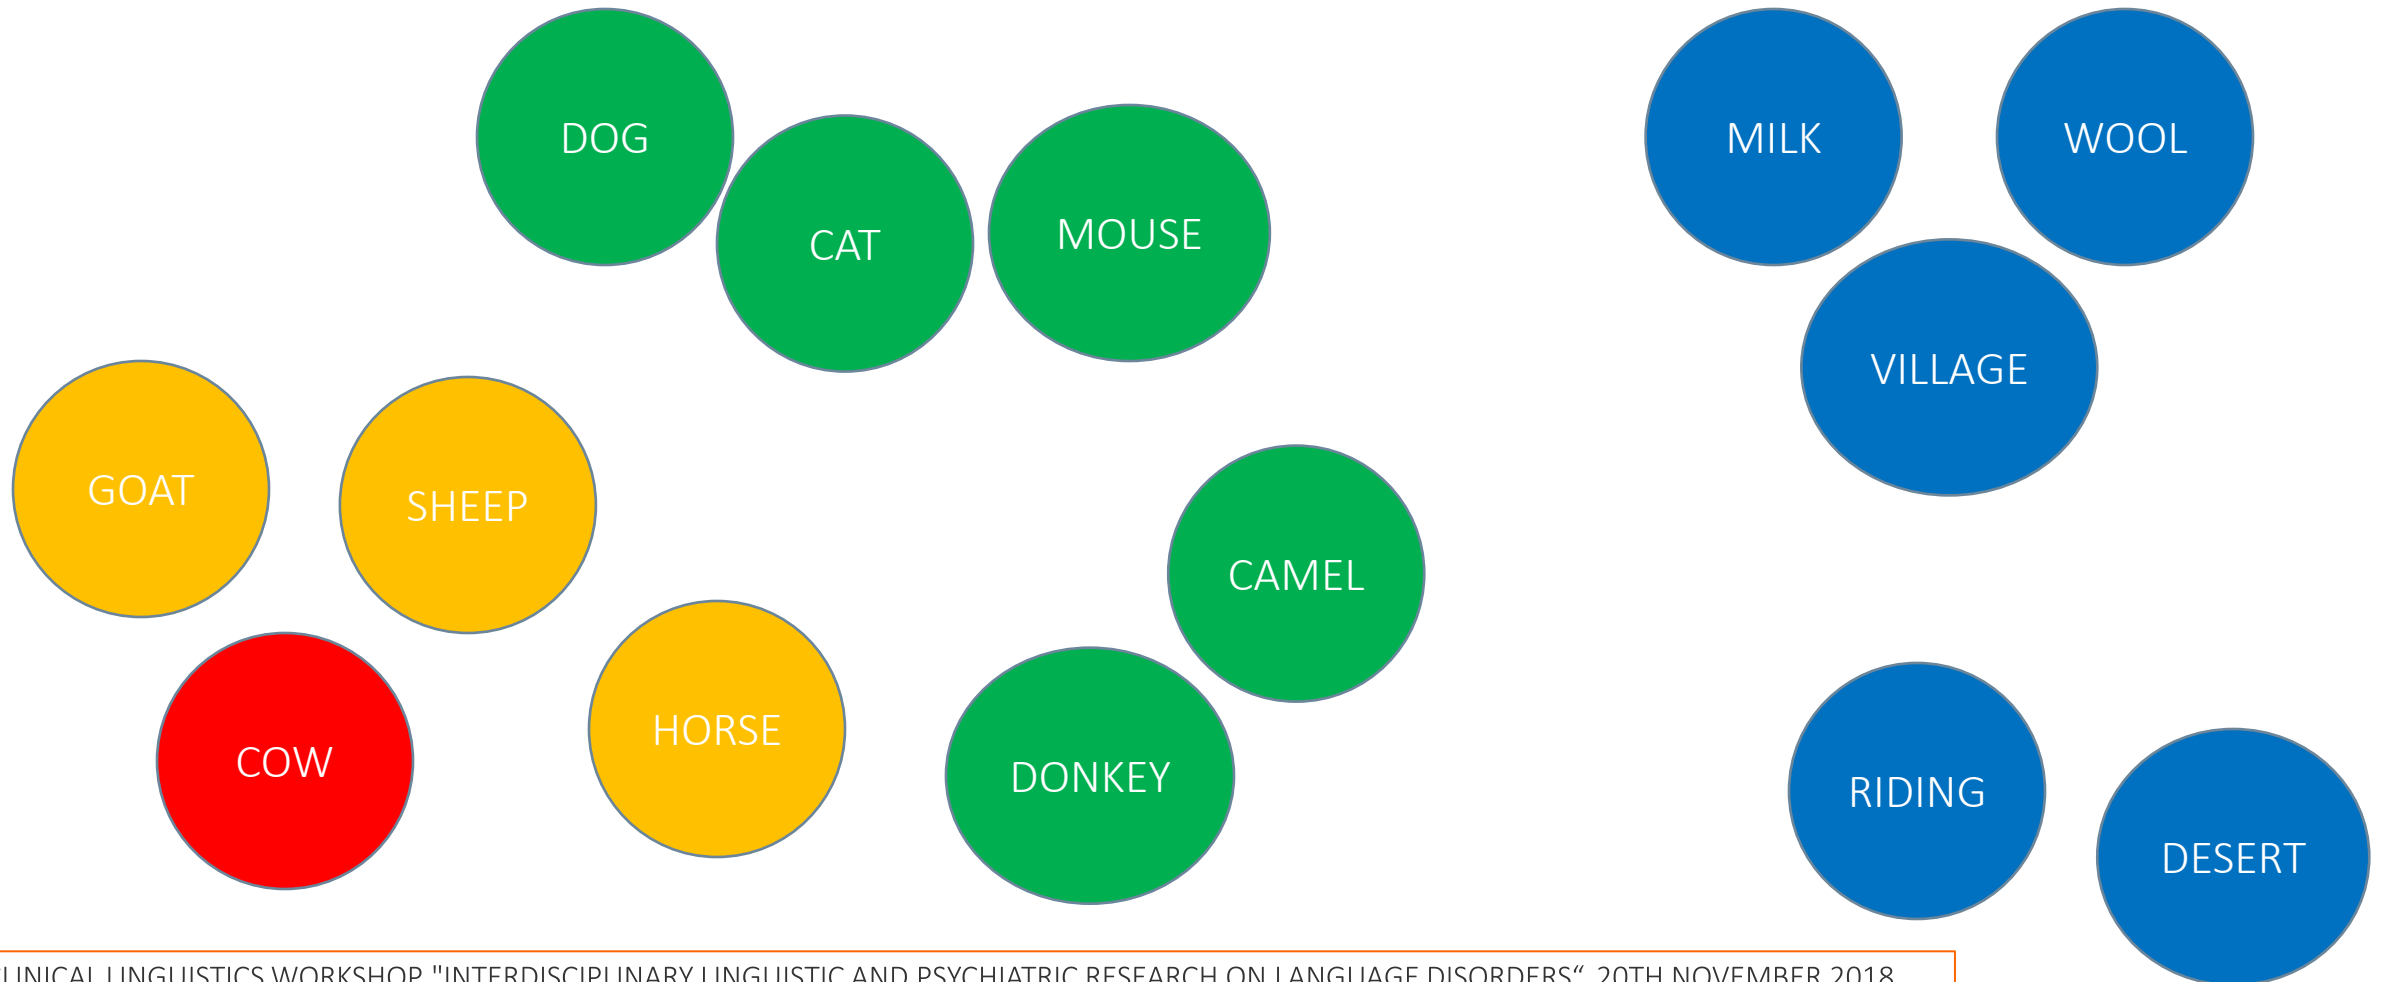 DOG
MILK
WOOL
CAT
MOUSE
VILLAGE
GOAT
SHEEP
CAMEL
HORSE
COW
DONKEY
RIDING
DESERT
LINICAL LINGUISTICS WORKSHOP "INTERDISCIPLINARY LINGUISTIC AND PSYCHIATRIC RESEARCH ON LANGUAGE DISORDERS“ 20TH NOVEMBER 2018